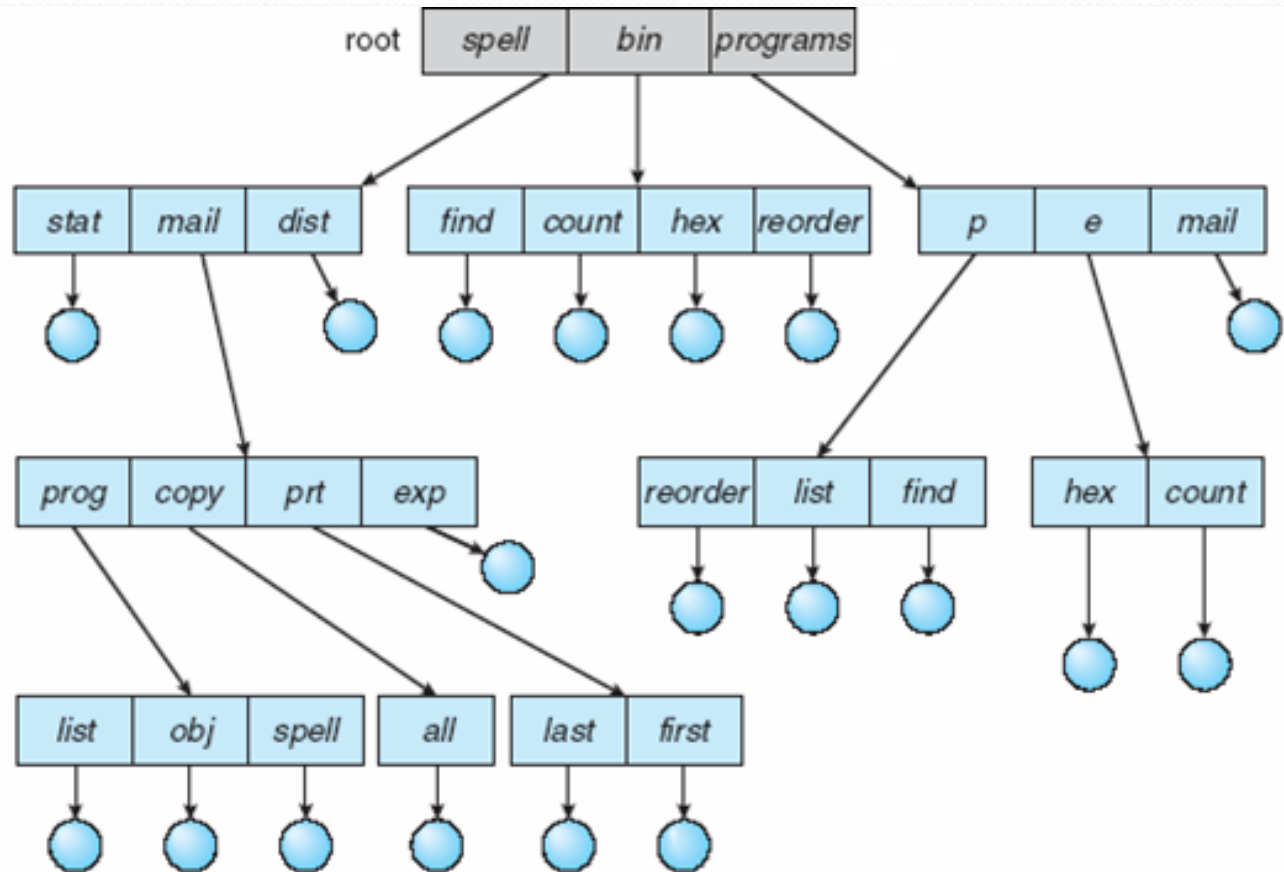 root spell bin programs
stat mail dist find count hex reorder p e mail
prog copy prt exp reorder list find hex count
list obj spell all last first